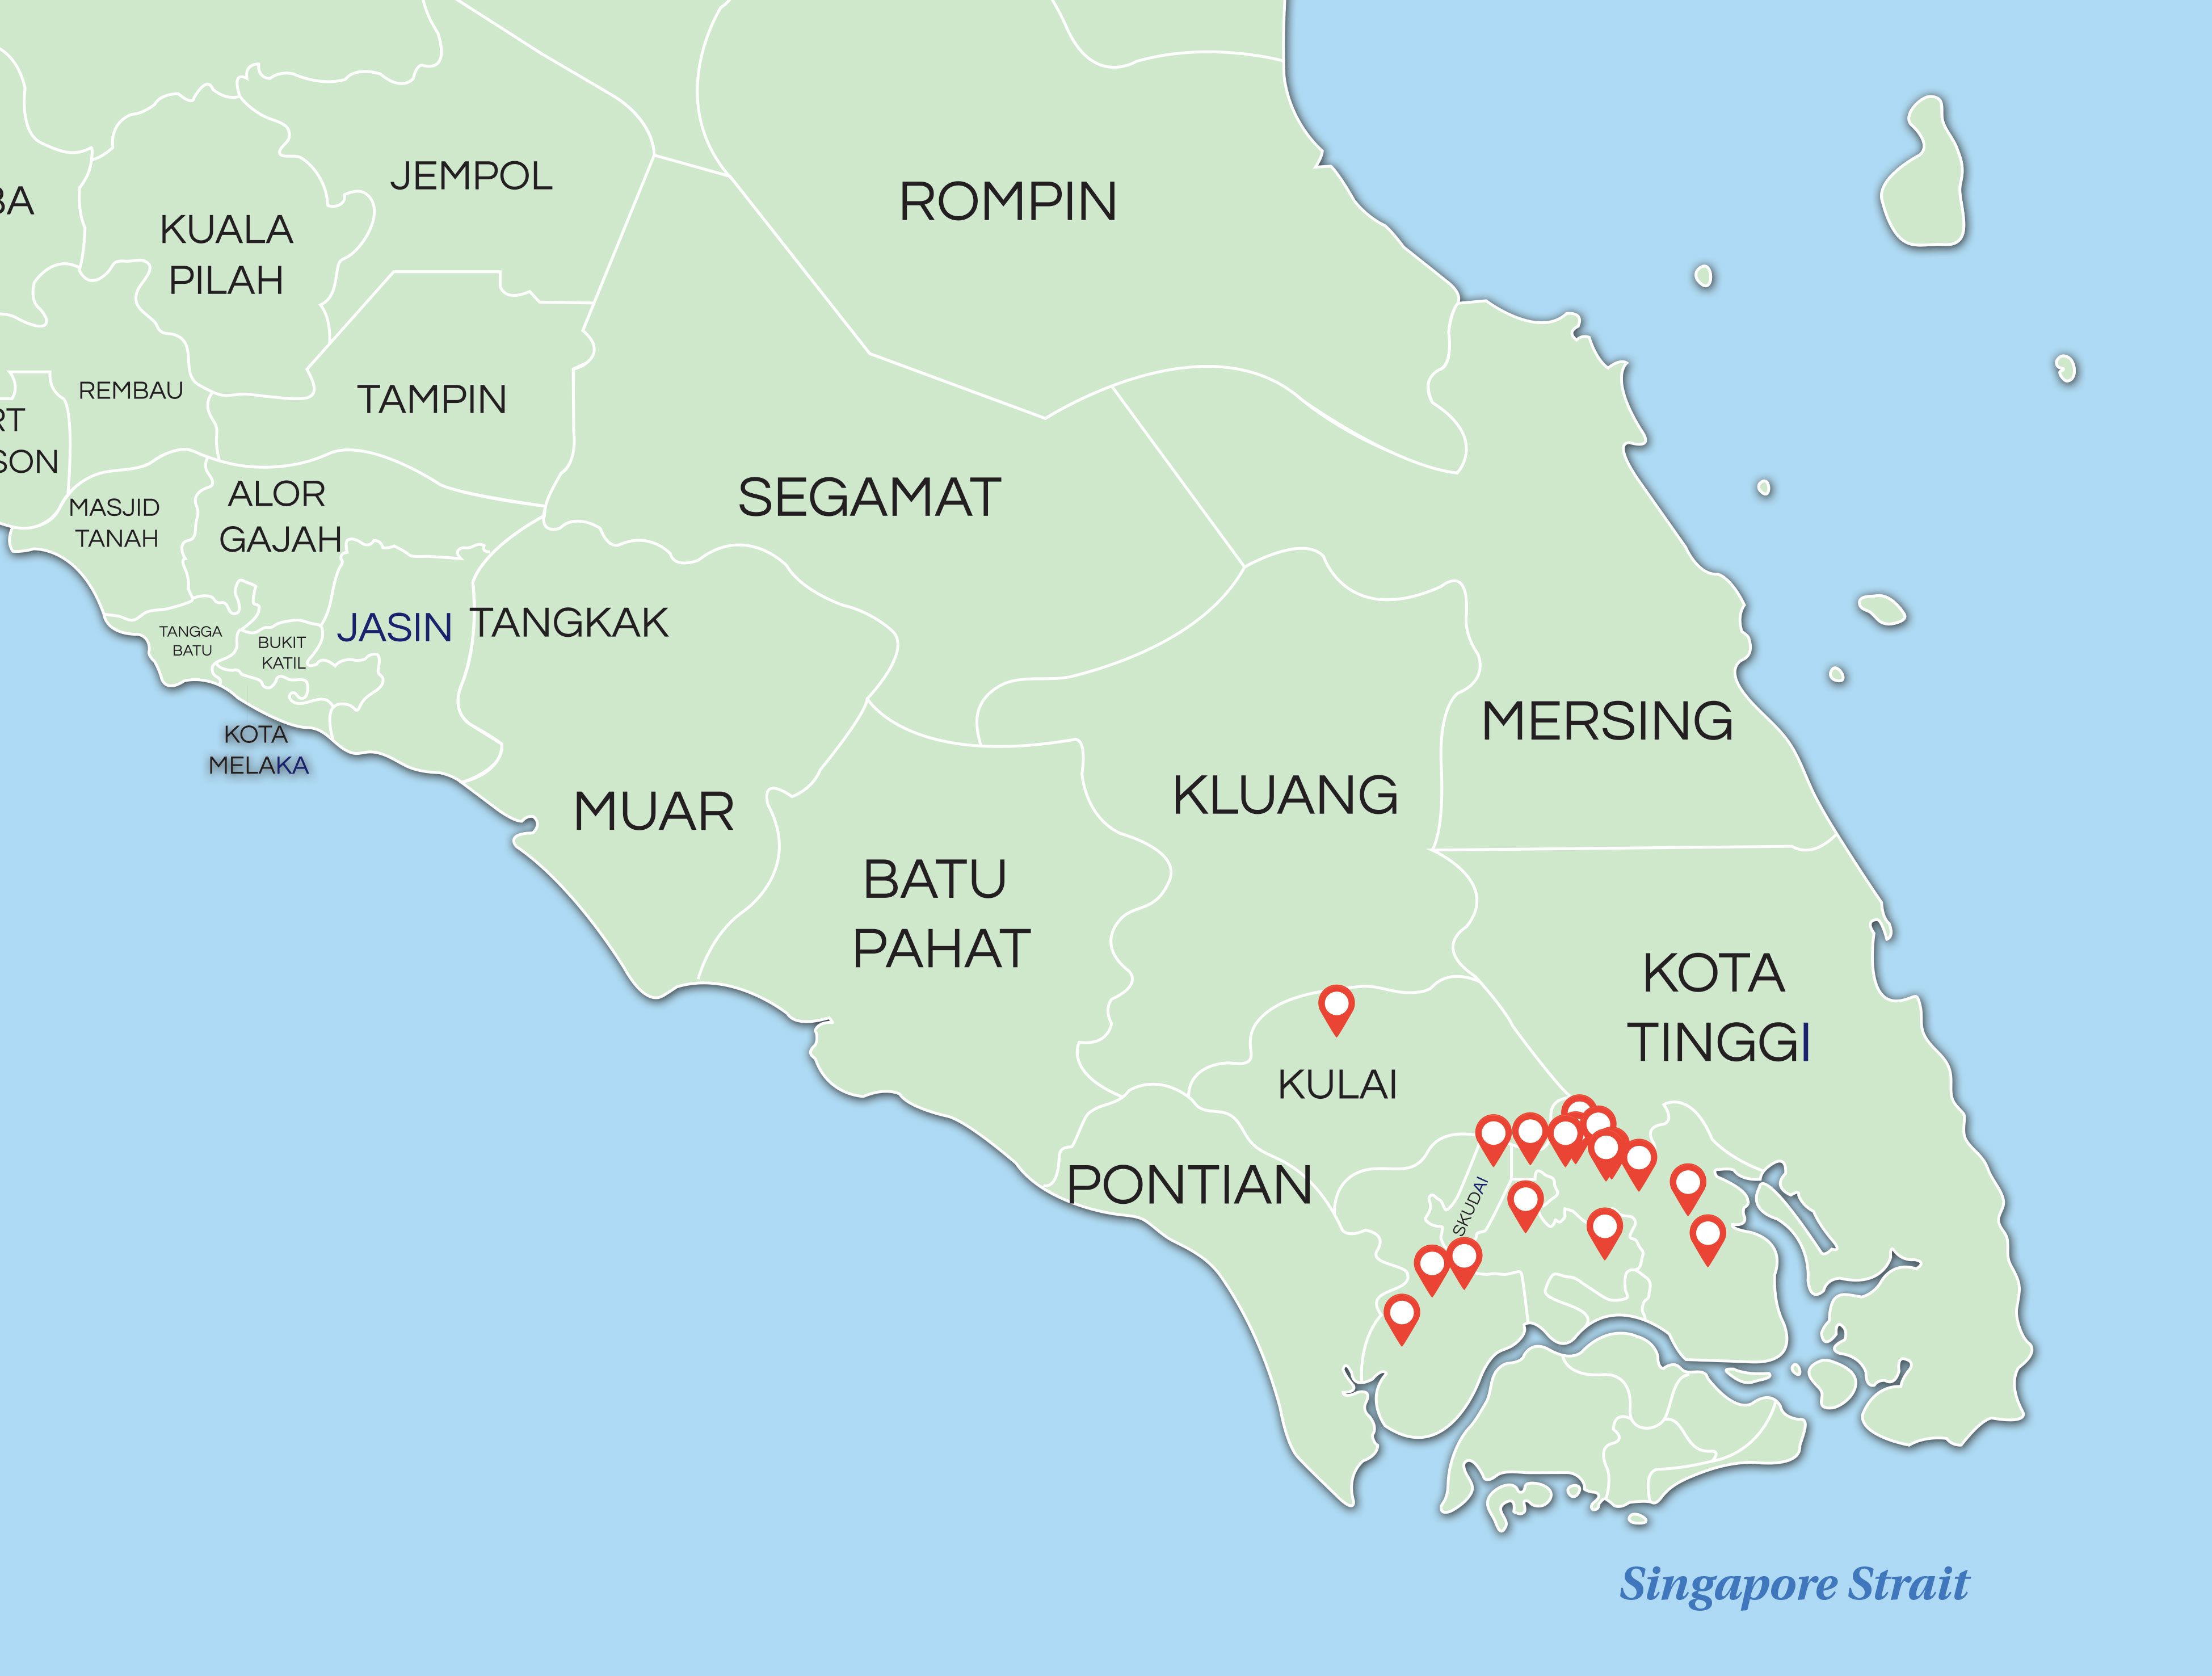 JEMPOL
ROMPIN
BA
KUALA
PILAH
REMBAU
TAMPIN
RT
SON
SEGAMAT
MASJID
TANAH
ALOR
GAJAH
TANGGA
BATU
BUKIT
KATIL
JASIN
TANGKAK
KOTA
MELAKA
MERSING
MUAR
KLUANG
BATU
PAHAT
KOTA
TINGGI
KULAI
PONTIAN
SKUDAI
Singapore Strait